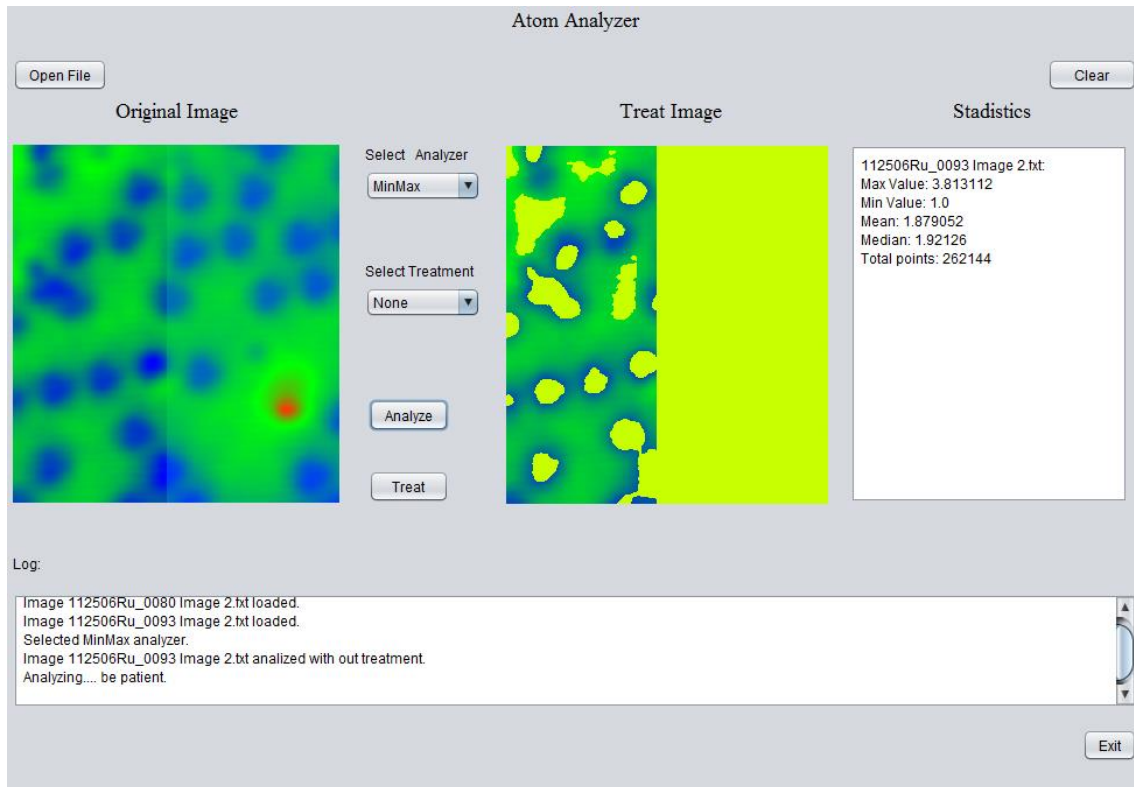 Atom Analyzer
Open File
Clear
Original Image
Treat Image
Stadistics
Select Analyzer
MinMax
Select Treatment
None
Analyze
Treat
112506Ru_0093 Image 2.txt:
Max Value: 3.813112
Min Value: 1.0
Mean: 1.879052
Median: 1.92126
Total points: 262144
Log:
Image 112506Ru_0080 Image 2.txt loaded.
Image 112506Ru_0093 Image 2.txt loaded.
Selected MinMax analyzer.
Image 112506Ru_0093 Image 2.txt analized with out treatment.
Analyzing.... be patient.
Exit